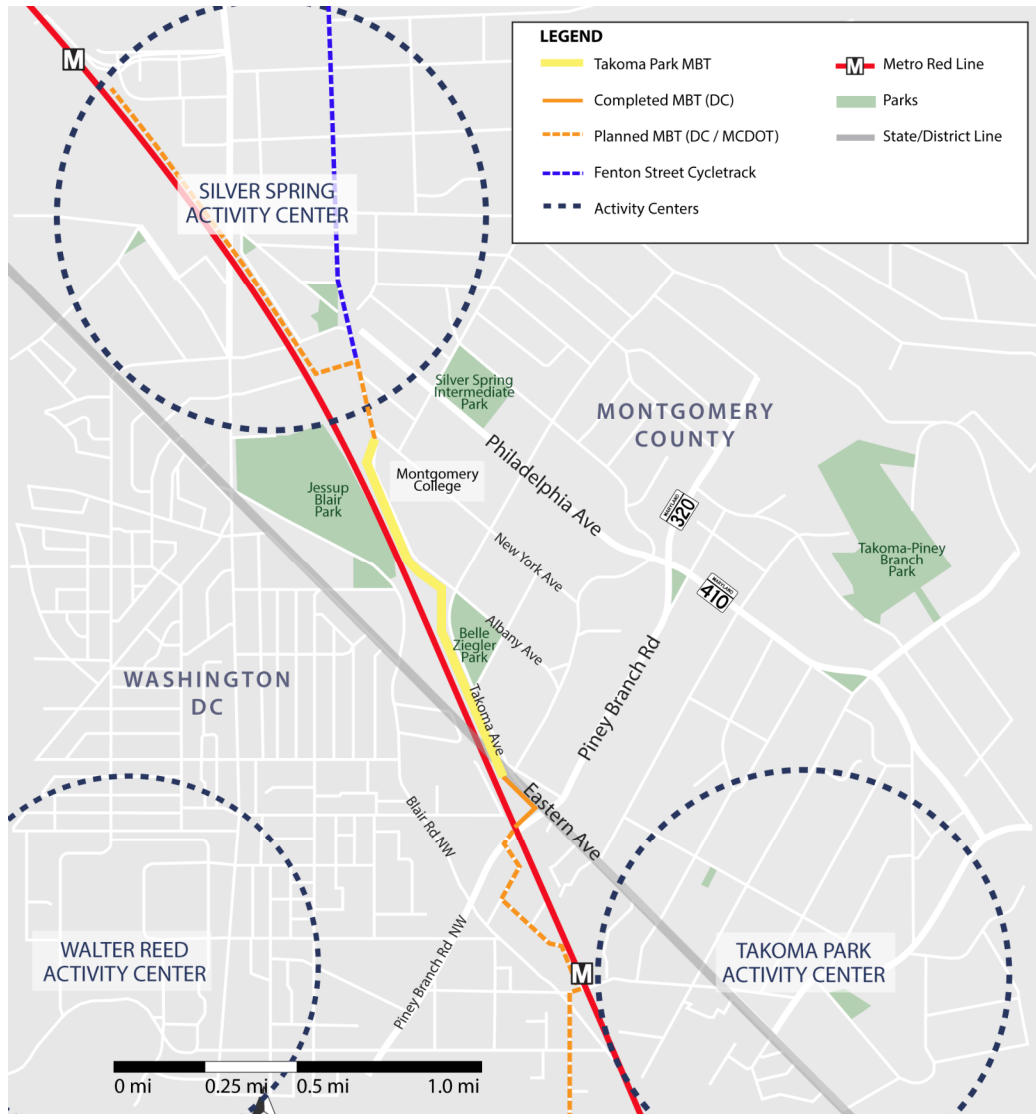 LEGEND
Takoma Park MBT
Completed MBT (DC)
Planned MBT (DC / MCDOT)
Fenton Street Cycletrack
Activity Centers
M
Metro Red Line
Parks
State/District Line
M
SILVER SPRING
ACTIVITY CENTER
Silver Spring
Intermediate
Park
MONTGOMERY
COUNTY
Philadelphia Ave
Montgomery
College
Jessup
Blair
Park
MARYLAND
320
New York Ave
Takoma-Piney
Branch
Park
MARYLAND
410
Albany Ave
Belle
Ziegler
Park
WASHINGTON
DC
Takoma Ave
Piney Branch Rd
Eastern Ave
Blair Rd NW
WALTER REED
ACTIVITY CENTER
Piney Branch Rd NW
M
TAKOMA PARK
ACTIVITY CENTER
0 mi
0.25 mi
0.5 mi
1.0 mi